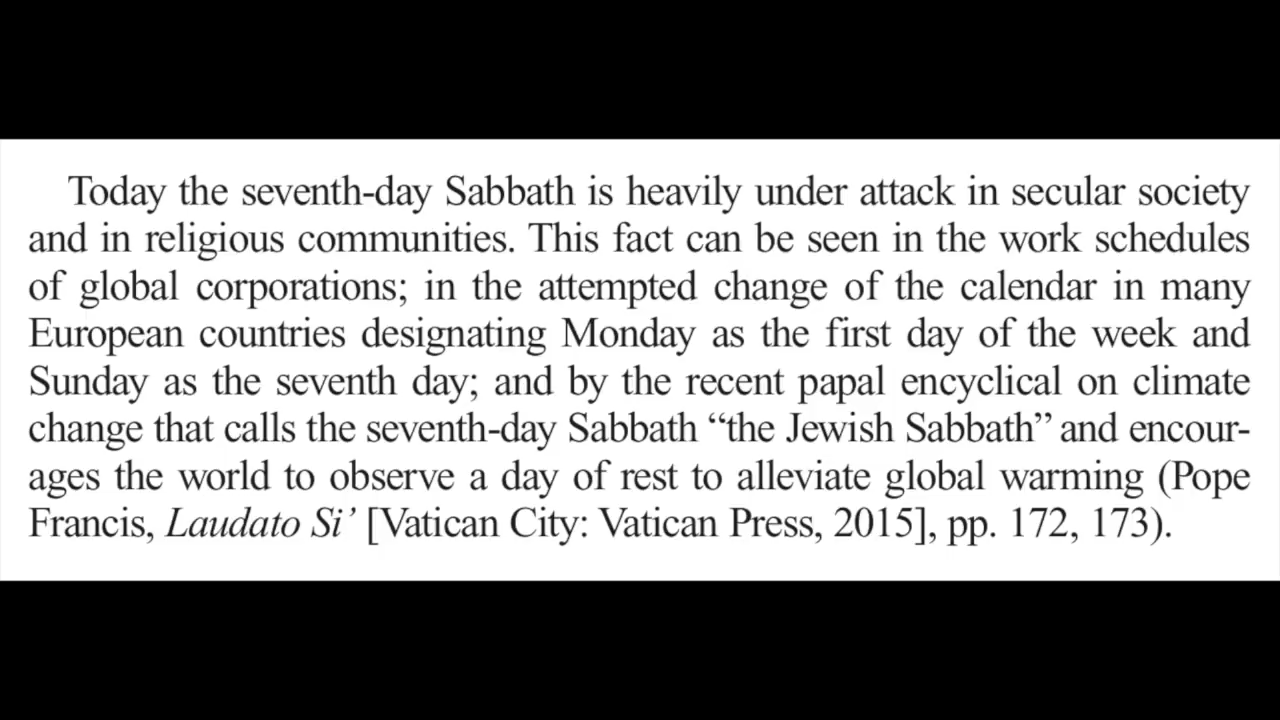 Today the seventh-day Sabbath is heavily under attack in secular society
and in religious communities. This fact can be seen in the work schedules
of global corporations; in the attempted change of the calendar in many
European countries designating Monday as the first day of the week and
Sunday as the seventh day; and by the recent papal encyclical on climate
change that calls the seventh-day Sabbath “the Jewish Sabbath” and encour-
ages the world to observe a day of rest to alleviate global warming (Pope
Francis, Laudato Si’ [Vatican City: Vatican Press, 2015], pp. 172, 173).